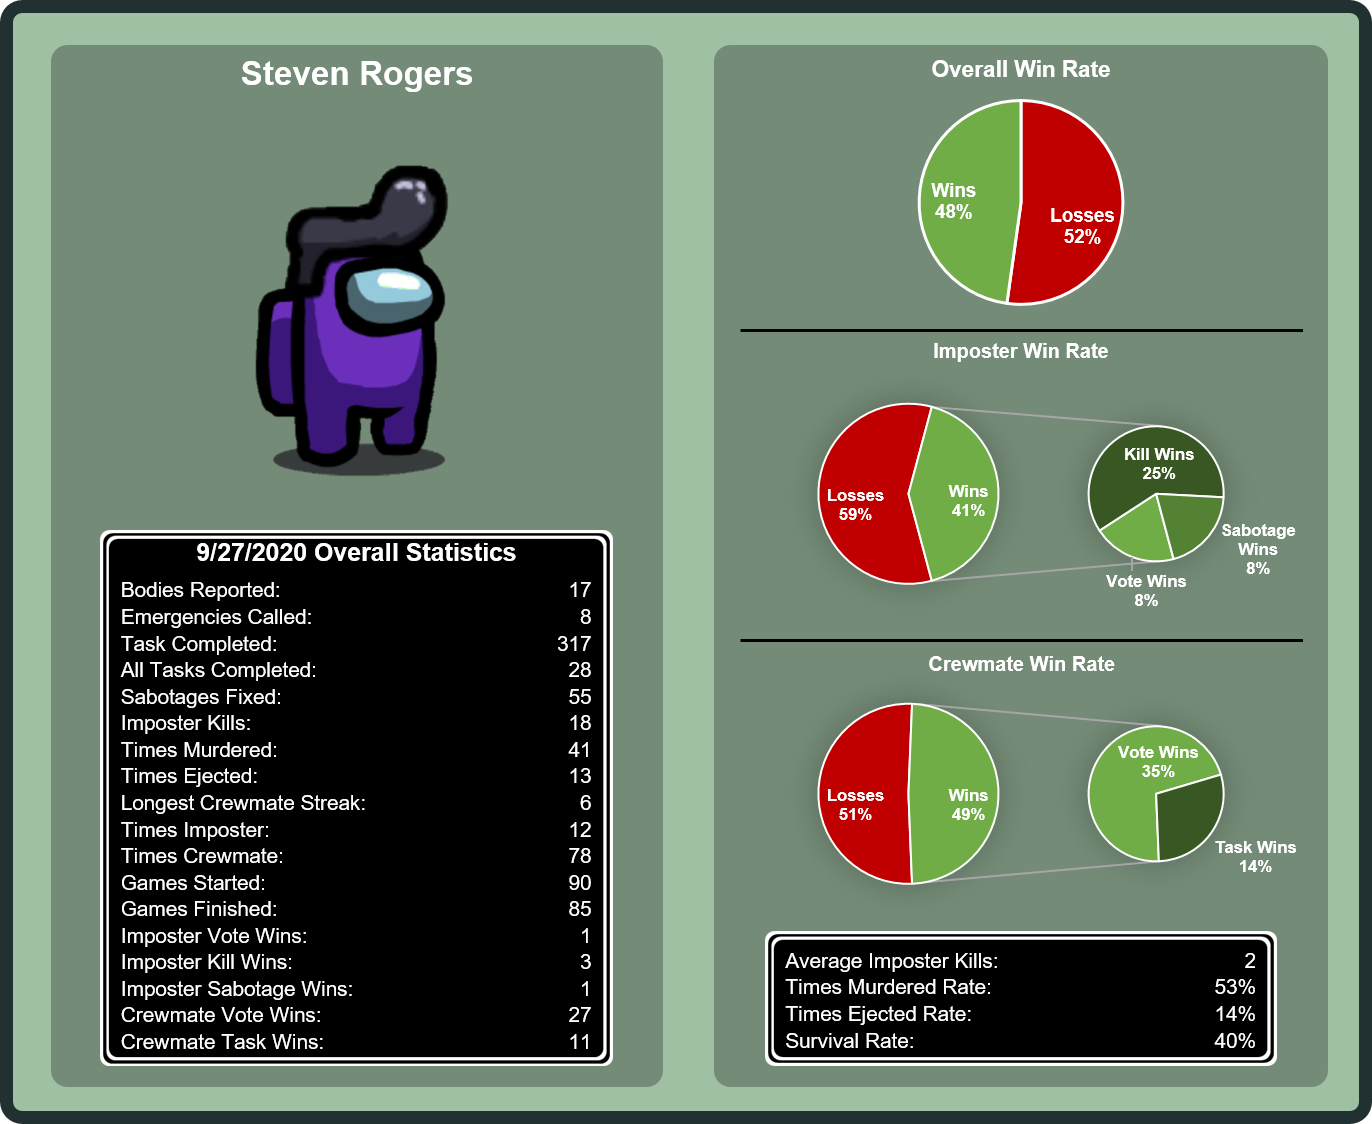 Steven Rogers
9/27/2020 Overall Statistics
Bodies Reported: 17
Emergencies Called: 8
Task Completed: 317
All Tasks Completed: 28
Sabotages Fixed: 55
Imposter Kills: 18
Times Murdered: 41
Times Ejected: 13
Longest Crewmate Streak: 6
Times Imposter: 12
Times Crewmate: 78
Games Started: 90
Games Finished: 85
Imposter Vote Wins: 1
Imposter Kill Wins: 3
Imposter Sabotage Wins: 1
Crewmate Vote Wins: 27
Crewmate Task Wins: 11
Overall Win Rate
Wins
48%
Losses
52%
Imposter Win Rate
Losses
59%
Wins
41%
Kill Wins
25%
Sabotage
Wins
8%
Vote Wins
8%
Crewmate Win Rate
Losses
51%
Wins
49%
Vote Wins
35%
Task Wins
14%
Average Imposter Kills: 2
Times Murdered Rate: 53%
Times Ejected Rate: 14%
Survival Rate: 40%